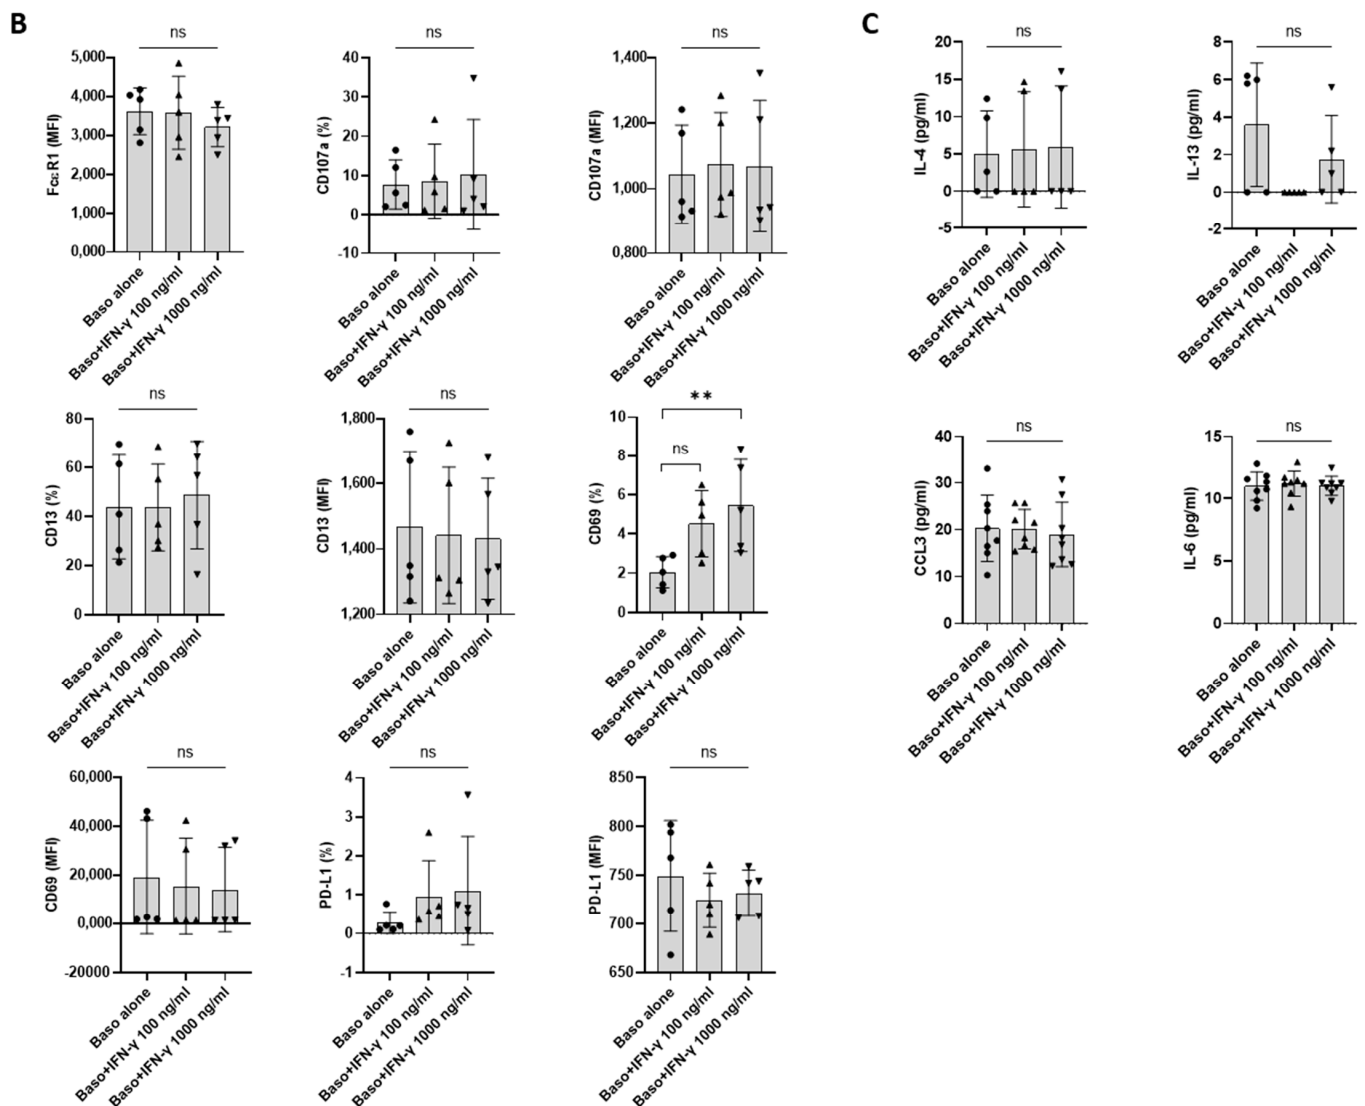 B
ns
FcεR1 (MFI)
5,000
4,000
3,000
2,000
1,000
0,000
Baso alone
Baso+IFN-γ 100 ng/ml
Baso+IFN-γ 1000 ng/ml
ns
CD107a (%)
40
30
20
10
0
-10
Baso alone
Baso+IFN-γ 100 ng/ml
Baso+IFN-γ 1000 ng/ml
ns
CD107a (MFI)
1,400
1,200
1,000
0,800
Baso alone
Baso+IFN-γ 100 ng/ml
Baso+IFN-γ 1000 ng/ml
ns
CD13 (%)
80
60
40
20
0
Baso alone
Baso+IFN-γ 100 ng/ml
Baso+IFN-γ 1000 ng/ml
ns
CD13 (MFI)
1,800
1,600
1,400
1,200
Baso alone
Baso+IFN-γ 100 ng/ml
Baso+IFN-γ 1000 ng/ml
**
ns
CD69 (%)
10
8
6
4
2
0
Baso alone
Baso+IFN-γ 100 ng/ml
Baso+IFN-γ 1000 ng/ml
ns
CD69 (MFI)
60,000
40,000
20,000
0,000
-20000
Baso alone
Baso+IFN-γ 100 ng/ml
Baso+IFN-γ 1000 ng/ml
ns
PD-L1 (%)
4
3
2
1
0
-1
Baso alone
Baso+IFN-γ 100 ng/ml
Baso+IFN-γ 1000 ng/ml
ns
PD-L1 (MFI)
850
800
750
700
650
Baso alone
Baso+IFN-γ 100 ng/ml
Baso+IFN-γ 1000 ng/ml
C
ns
IL-4 (pg/ml)
20
15
10
5
0
-5
Baso alone
Baso+IFN-γ 100 ng/ml
Baso+IFN-γ 1000 ng/ml
ns
IL-13 (pg/ml)
8
6
4
2
0
-2
Baso alone
Baso+IFN-γ 100 ng/ml
Baso+IFN-γ 1000 ng/ml
ns
CCL3 (pg/ml)
40
30
20
10
0
Baso alone
Baso+IFN-γ 100 ng/ml
Baso+IFN-γ 1000 ng/ml
ns
IL-6 (pg/ml)
15
10
5
0
Baso alone
Baso+IFN-γ 100 ng/ml
Baso+IFN-γ 1000 ng/ml